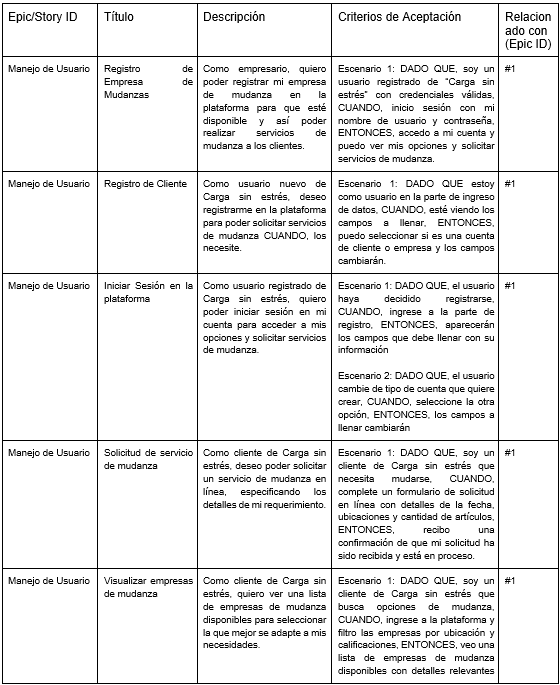 Epic/Story ID
Título
Descripción
Criterios de Aceptación
Relacion
ado con
(Epic ID)
Manejo de Usuario
Registro de
Empresa de
Mudanzas
Como empresario, quiero
poder registrar mi empresa
de mudanza en la
plataforma para que esté
disponible y así poder
realizar servicios de
mudanza a los clientes.
Escenario 1: DADO QUE, soy un
usuario registrado de “Carga sin
estrés” con credenciales válidas,
CUANDO, inicio sesión con mi
nombre de usuario y contraseña,
ENTONCES, accedo a mi cuenta y
puedo ver mis opciones y solicitar
servicios de mudanza.
#1
Manejo de Usuario
Registro de Cliente
Como usuario nuevo de
Carga sin estrés, deseo
registrarme en la plataforma
para poder solicitar servicios
de mudanza CUANDO, los
necesite.
Escenario 1: DADO QUE estoy
como usuario en la parte de ingreso
de datos, CUANDO, esté viendo los
campos a llenar, ENTONCES,
puedo seleccionar si es una cuenta
de cliente o empresa y los campos
cambiarán.
#1
Manejo de Usuario
Iniciar Sesión en la
plataforma
Como usuario registrado de
Carga sin estrés, quiero
poder iniciar sesión en mi
cuenta para acceder a mis
opciones y solicitar servicios
de mudanza.
Escenario 1: DADO QUE, el usuario
haya decidido registrarse,
CUANDO, ingrese a la parte de
registro, ENTONCES, aparecerán
los campos que debe llenar con su
información
Escenario 2: DADO QUE, el usuario
cambie de tipo de cuenta que quiere
crear, CUANDO, seleccione la otra
opción, ENTONCES, los campos a
llenar cambiarán
#1
Manejo de Usuario
Solicitud de servicio
de mudanza
Como cliente de Carga sin
estrés, deseo poder solicitar
un servicio de mudanza en
línea, especificando los
detalles de mi requerimiento.
Escenario 1: DADO QUE, soy un
cliente de Carga sin estrés que
necesita mudarse, CUANDO,
complete un formulario de solicitud
en línea con detalles de la fecha,
ubicaciones y cantidad de artículos,
ENTONCES, recibo una
confirmación de que mi solicitud ha
sido recibida y está en proceso.
#1
Manejo de Usuario
Visualizar empresas
de mudanza
Como cliente de Carga sin
estrés, quiero ver una lista
de empresas de mudanza
disponibles para seleccionar
la que mejor se adapte a mis
necesidades.
Escenario 1: DADO QUE, soy un
cliente de Carga sin estrés que
busca opciones de mudanza,
CUANDO, ingrese a la plataforma y
filtro las empresas por ubicación y
calificaciones, ENTONCES, veo una
lista de empresas de mudanza
disponibles con detalles relevantes
#1